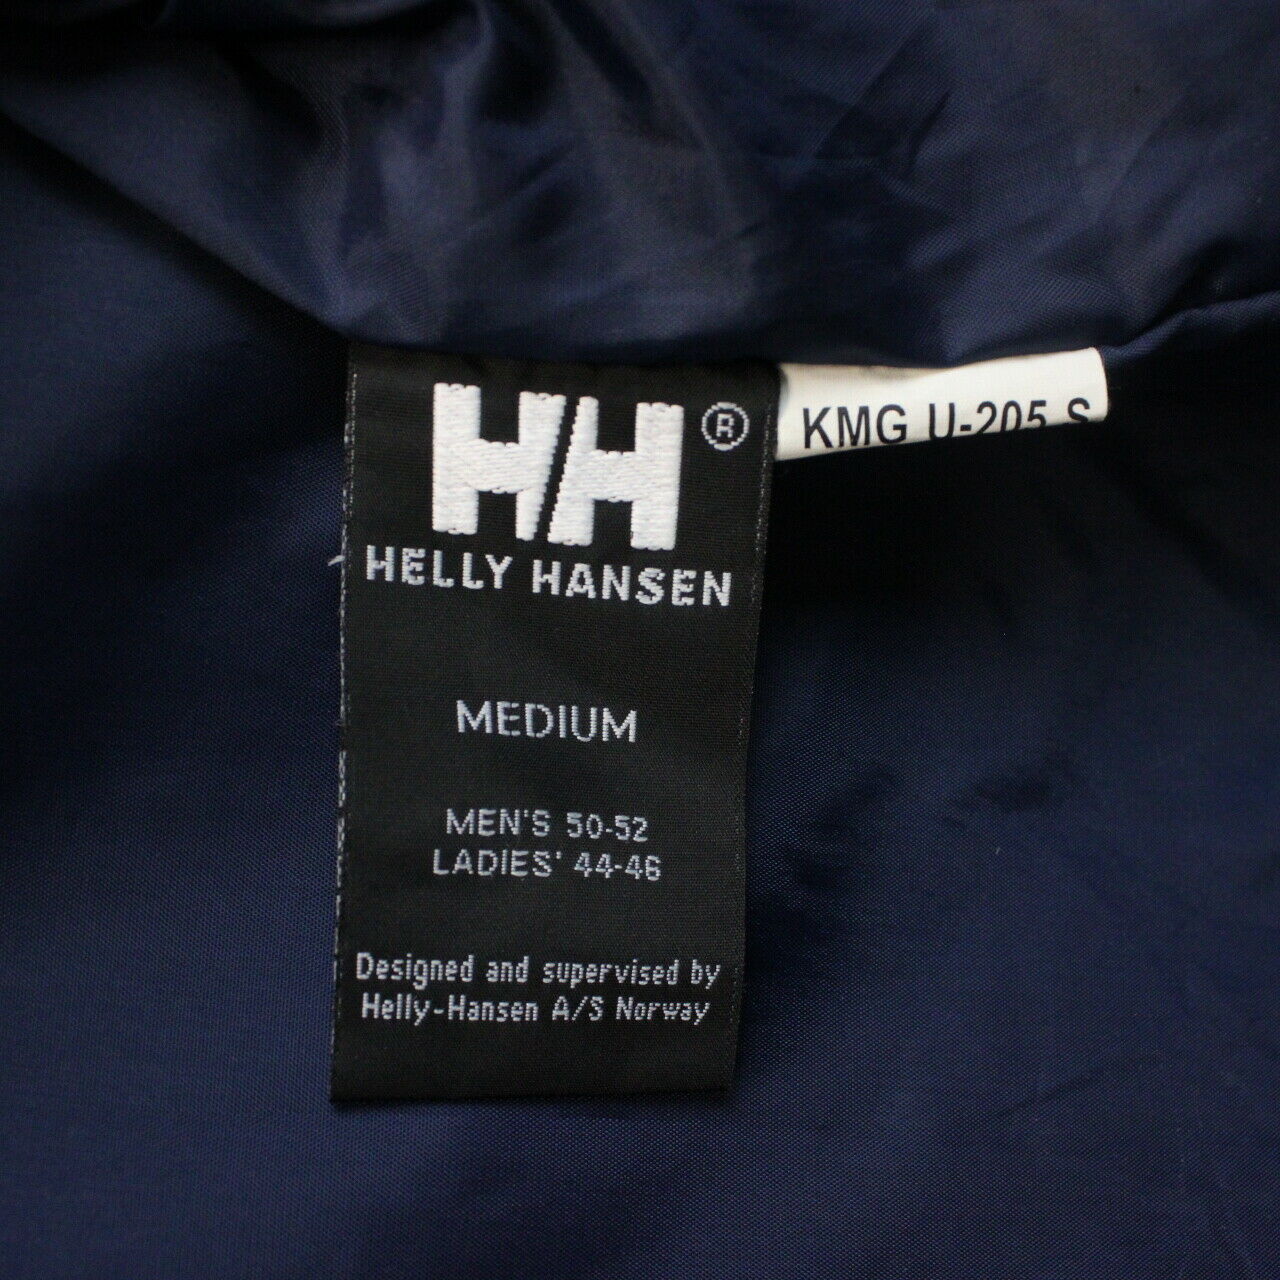 HH®
KMG U-205 S
HELLY HANSEN
MEDIUM
MEN'S 50-52
LADIES' 44-46
Designed and supervised by
Helly-Hansen A/S Norway